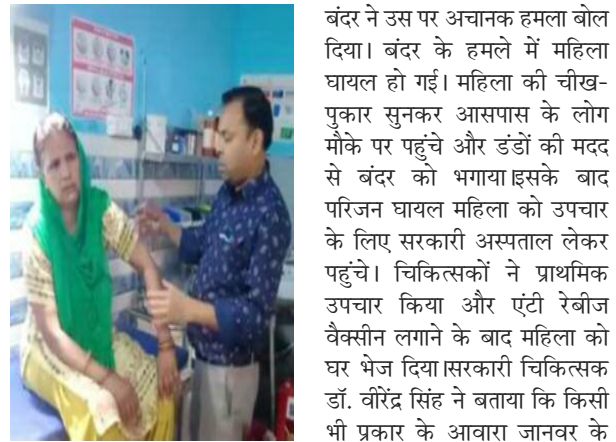 बंदर ने उस पर अचानक हमला बोल
दिया। बंदर के हमले में महिला
घायल हो गई। महिला की चीख-
पुकार सुनकर आसपास के लोग
मौके पर पहुंचे और डंडों की मदद
से बंदर को भगाया।इसके बाद
परिजन घायल महिला को उपचार
के लिए सरकारी अस्पताल लेकर
पहुंचे। चिकित्सकों ने प्राथमिक
उपचार किया और एंटी रेबीज
वैक्सीन लगाने के बाद महिला को
घर भेज दिया।सरकारी चिकित्सक
डॉ. वीरेंद्र सिंह ने बताया कि किसी
भी प्रकार के आवारा जानवर के